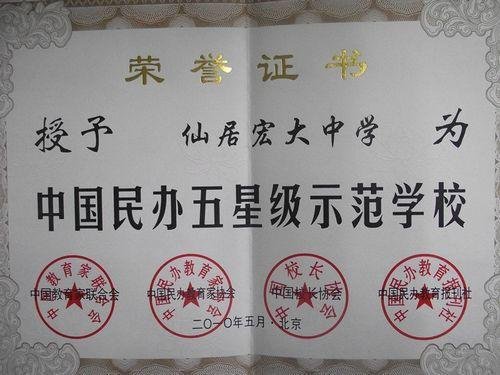 荣誉证书
授予 仙居宏大中学 为
中国民办五星级示范学校
中国教育家联合会 中国民办教育家协会 中国校长协会 中国民办教育报刊社
二〇一〇年五月·北京